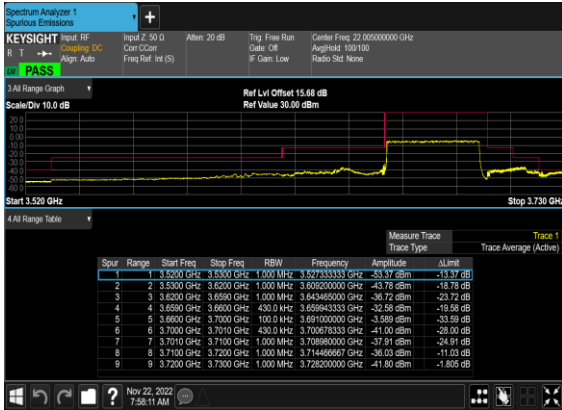 Spectrum Analyzer 1
Spurious Emissions
+
KEYSIGHT Input: RF Input Z: 50 Ω Atten: 20 dB Trig: Free Run Center Freq: 22.005000000 GHz
R T Coupling: DC Corr CCorr Gate: Off Avg|Hold: 100/100
Align: Auto Freq Ref: Int (S) IF Gain: Low Radio Std: None
PASS
3 All Range Graph
Ref Lvl Offset 15.68 dB
Scale/Div 10.0 dB Ref Value 30.00 dBm
20.0
10.0
0.00
-10.0
-20.0
-30.0
-40.0
-50.0
-60.0
Start 3.520 GHz Stop 3.730 GHz
4 All Range Table
Measure Trace Trace 1
Trace Type Trace Average (Active)
Spur Range Start Freq Stop Freq RBW Frequency Amplitude ΔLimit
1 1 3.5200 GHz 3.5300 GHz 1.000 MHz 3.527333333 GHz -53.37 dBm -13.37 dB
2 2 3.5300 GHz 3.6200 GHz 1.000 MHz 3.609200000 GHz -43.78 dBm -18.78 dB
3 3 3.6200 GHz 3.6590 GHz 1.000 MHz 3.643465000 GHz -36.72 dBm -23.72 dB
4 4 3.6590 GHz 3.6600 GHz 430.0 kHz 3.659943333 GHz -32.58 dBm -19.58 dB
5 5 3.6600 GHz 3.7000 GHz 100.0 kHz 3.691000000 GHz -3.589 dBm -33.59 dB
6 6 3.7000 GHz 3.7010 GHz 430.0 kHz 3.700678333 GHz -41.00 dBm -28.00 dB
7 7 3.7010 GHz 3.7100 GHz 1.000 MHz 3.708980000 GHz -37.91 dBm -24.91 dB
8 8 3.7100 GHz 3.7200 GHz 1.000 MHz 3.714466667 GHz -36.03 dBm -11.03 dB
9 9 3.7200 GHz 3.7300 GHz 1.000 MHz 3.728200000 GHz -41.80 dBm -1.805 dB
? Nov 22, 2022
7:58:11 AM